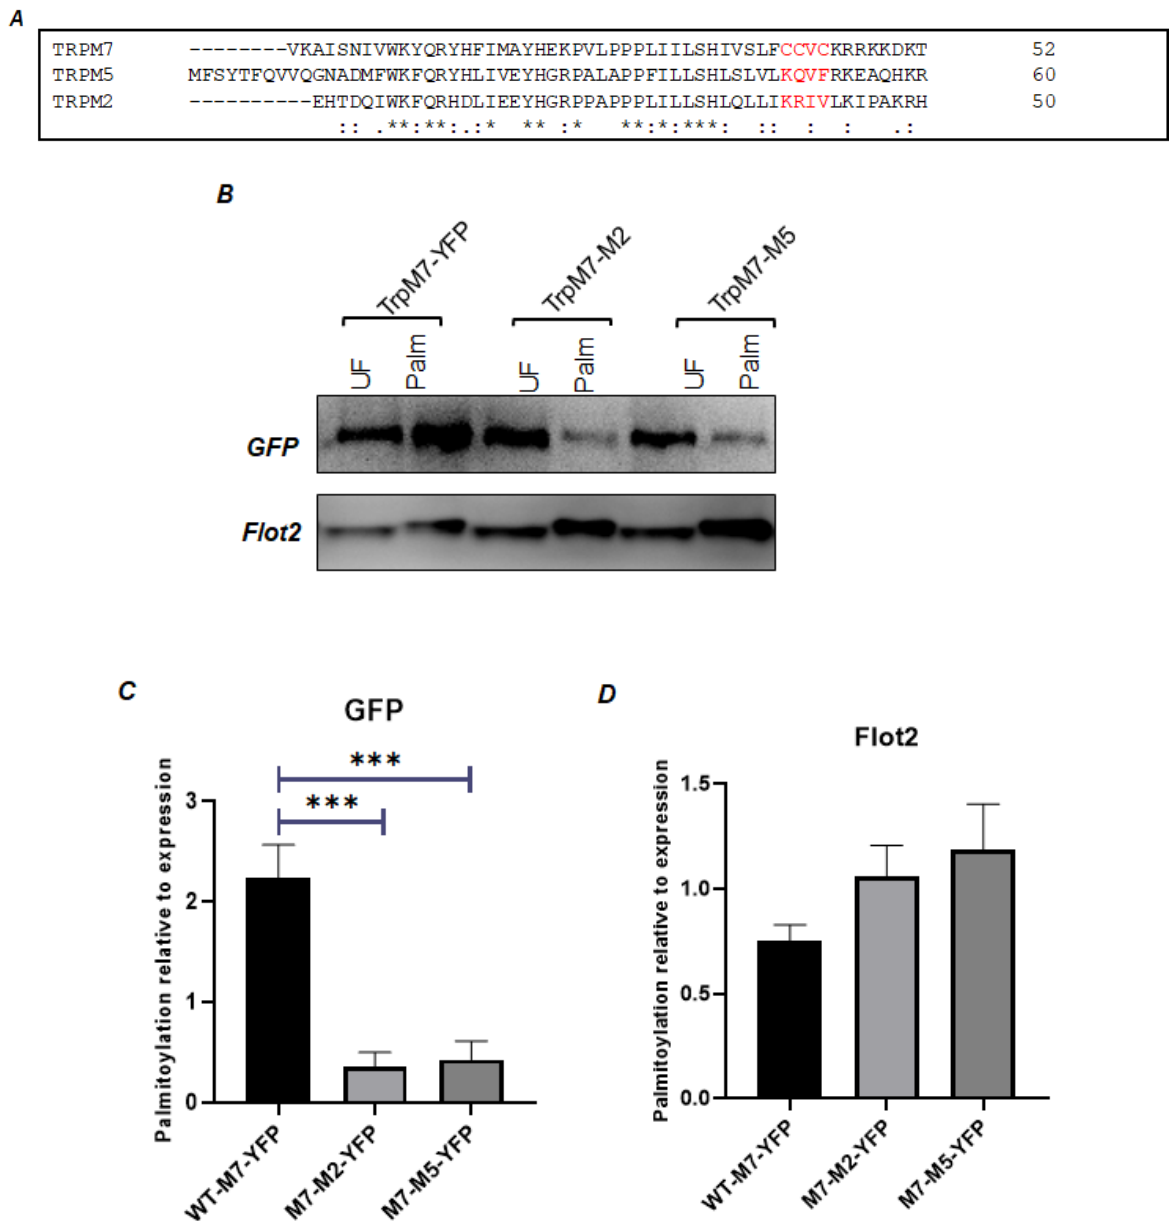 A
TRPM7 --------VKAISNIVWKYQRYHFIMAYHEKPVLPPPLIILSHIVSLFCCVCKRRKKDKT 52
TRPM5 MFSYTFQVVQGNADMFWKFQRYHLIVEYHGRPALAPPFILLSHLSLVLKQVFRKEAQHKR 60
TRPM2 ----------EHTDQIWKFQRHDLIEEYHGRPPAPPPLILLSHLQLLIKRIVLKIPAKRH 50
:: .**:**:.:* ** :* **:*:***: :: : : .:
B
TrpM7-YFP
TrpM7-M2
TrpM7-M5
UF Palm UF Palm UF Palm
GFP
Flot2
C
GFP
***
***
Palmitoylation relative to expression
3
2
1
0
WT-M7-YFP
M7-M2-YFP
M7-M5-YFP
D
Flot2
Palmitoylation relative to expression
1.5
1.0
0.5
0.0
WT-M7-YFP
M7-M2-YFP
M7-M5-YFP